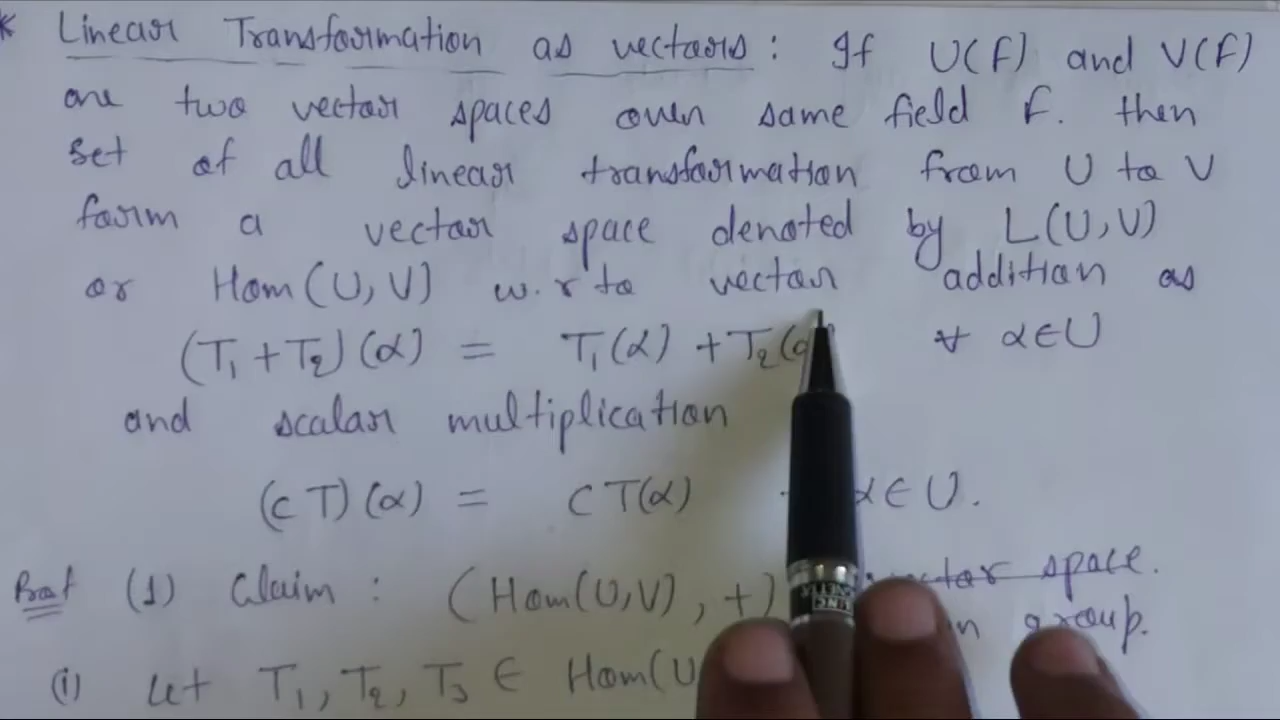 * Linear Transformation as vectors : If U(F) and V(F)
are two vector spaces over same field F. then
set of all linear transformation from U to V
form a vector space denoted by L(U,V)
or Hom(U,V) w.r to vector addition as
(T₁ + T₂)(α) = T₁(α) + T₂(α ∀ α∈U
and scalar multiplication
(cT)(α) = cT(α) α∈U.
Proof (1) Claim : (Hom(U,V), +) vector space.
group.
(i) Let T₁, T₂, T₃ ∈ Hom(U